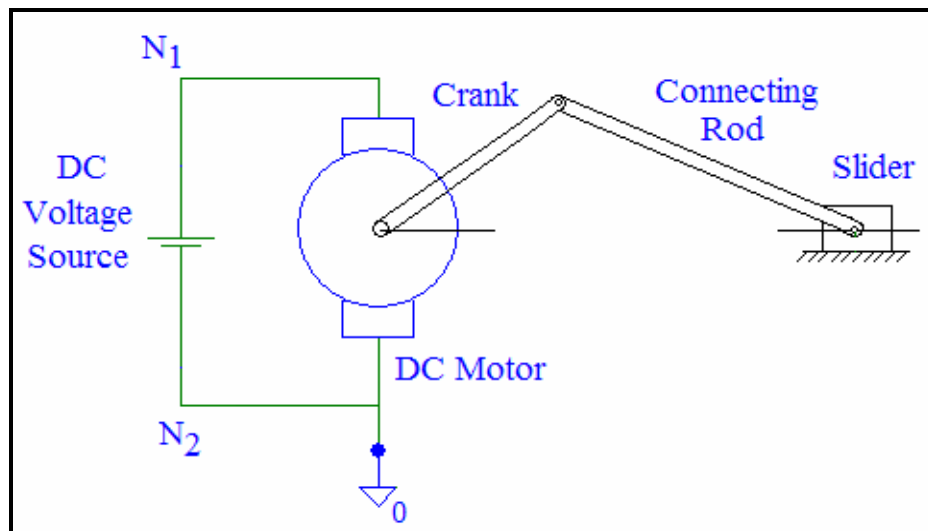 N1
Crank
Connecting
Rod
DC
Voltage
Source
Slider
DC Motor
N2
0